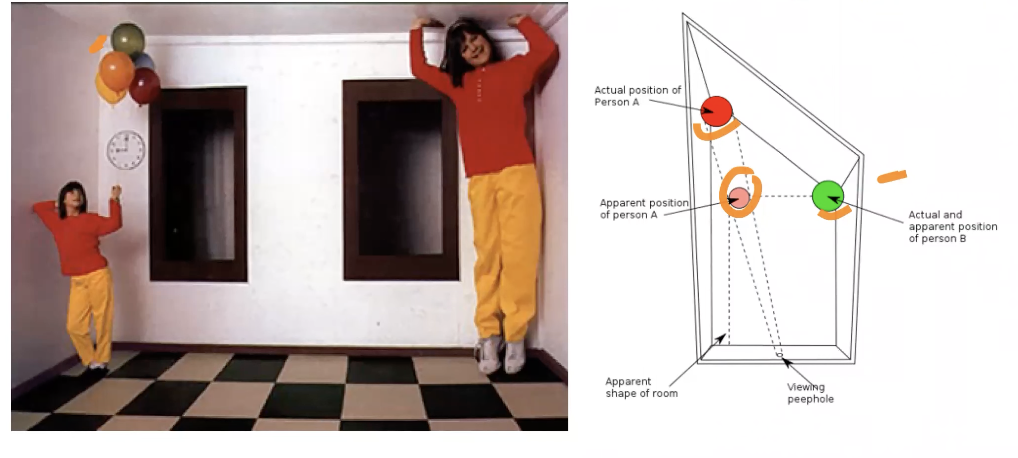 Actual position of
Person A
Apparent position
of person A
Actual and
apparent position
of person B
Apparent
shape of room
Viewing
peephole